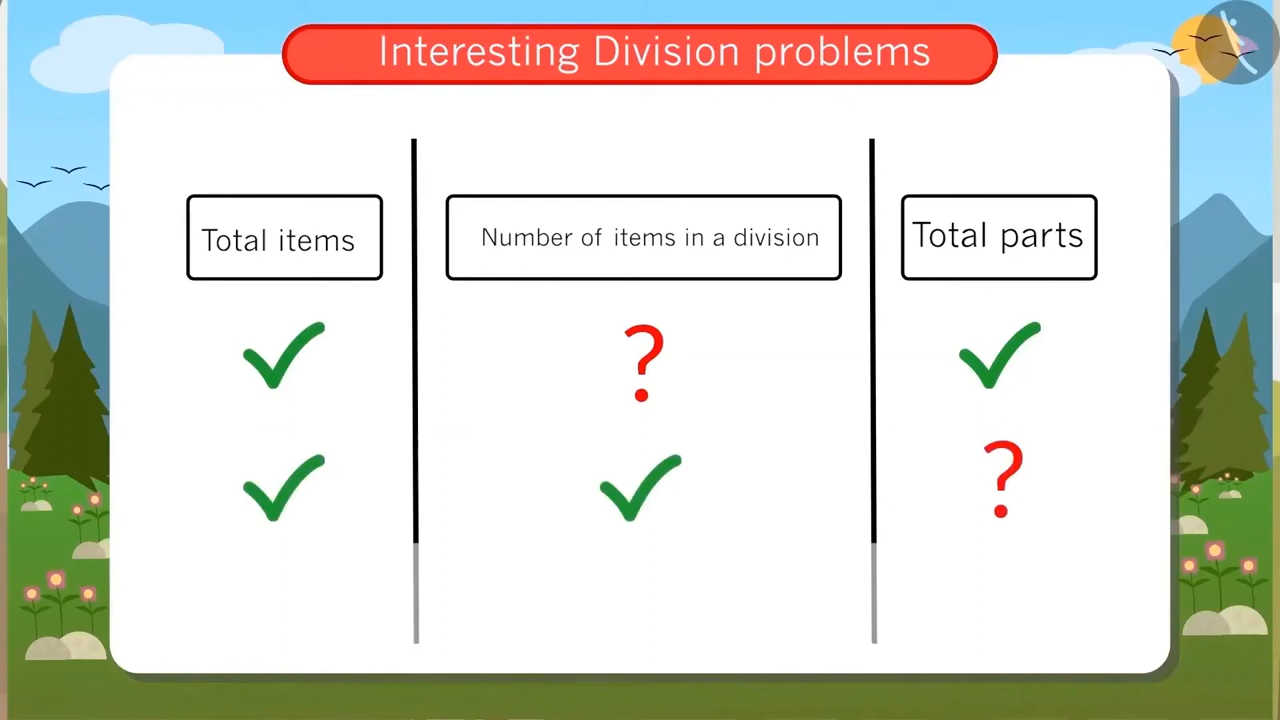 Interesting Division problems
Total items
Number of items in a division
Total parts
?
?